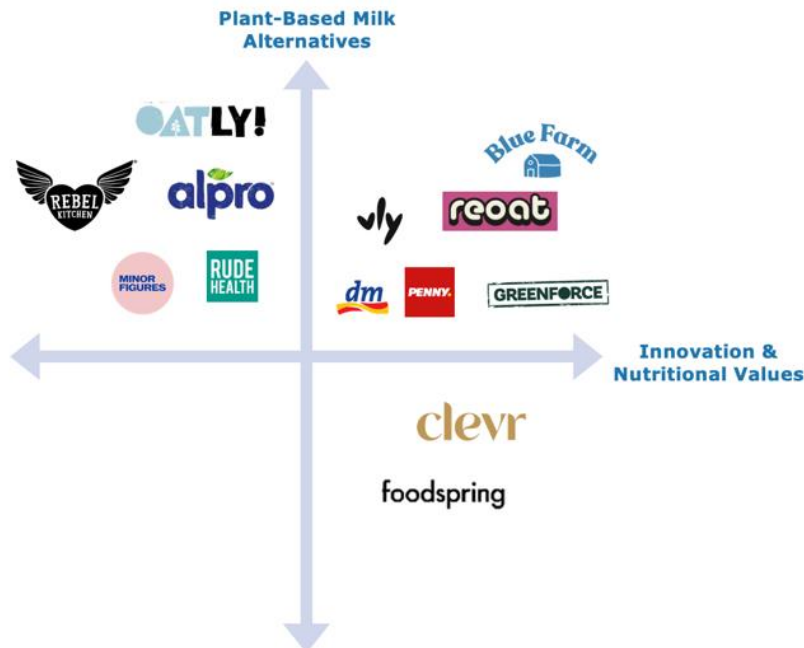 Plant-Based Milk
Alternatives
OATLY!
Blue Farm
REBEL
KITCHEN
alpro
vly
reoat
MINOR
FIGURES
RUDE
HEALTH
dm
PENNY.
GREENFORCE
Innovation &
Nutritional Values
clevr
foodspring